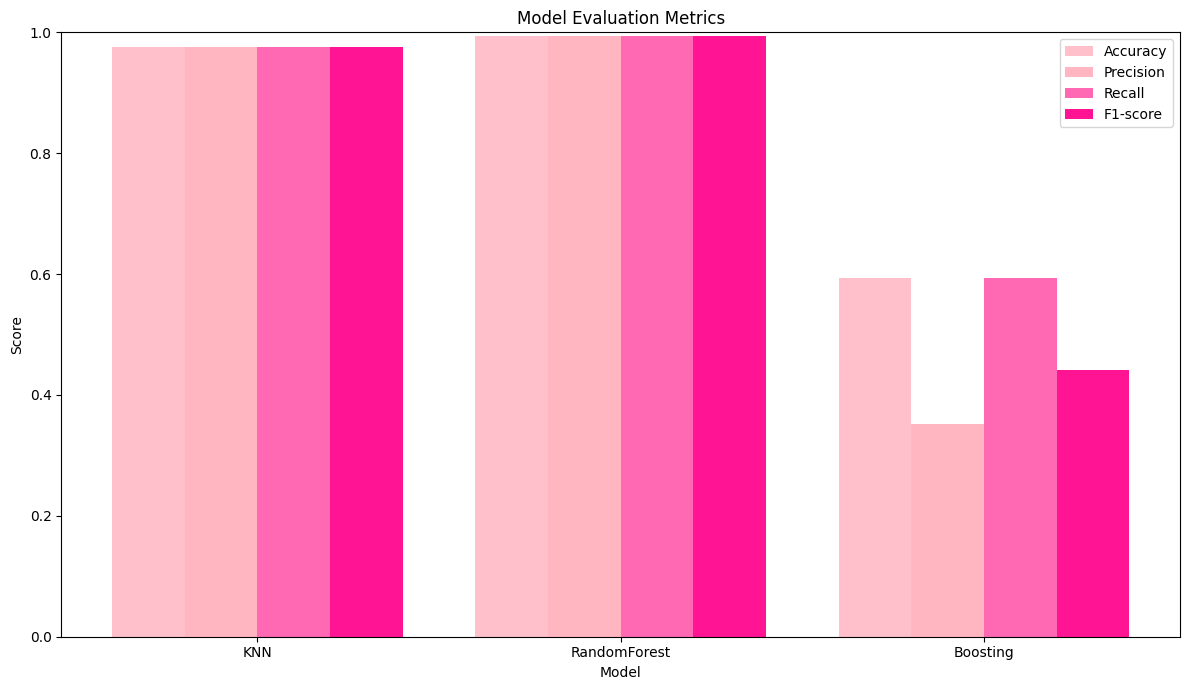 Model Evaluation Metrics
1.0
0.8
0.6
0.4
0.2
0.0
Score
Accuracy
Precision
Recall
F1-score
KNN
RandomForest
Boosting
Model